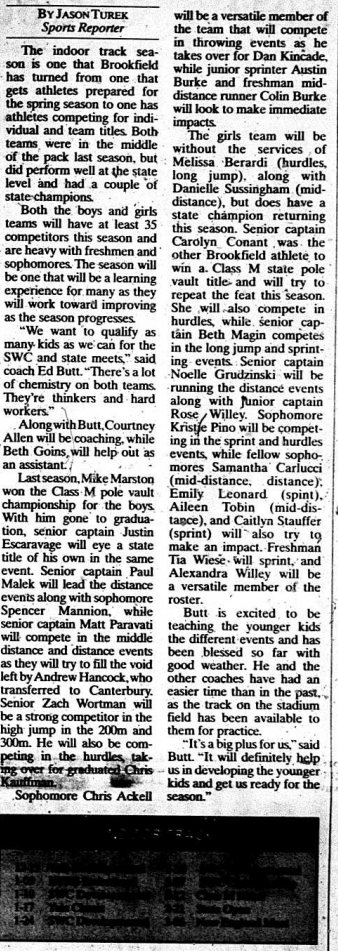 BY JASON TUREK
Sports Reporter
The indoor track sea-
son is one that Brookfield
has turned from one that
gets athletes prepared for
the spring season to one has
athletes competing for indi-
vidual and team titles. Both
teams were in the middle
of the pack last season, but
did perform well at the state
level and had a couple of
state champions.
Both the boys and girls
teams will have at least 35
competitors this season and
are heavy with freshmen and
sophomores. The season will
be one that will be a learning
experience for many as they
will work toward improving
as the season progresses.
"We want to qualify as
many kids as we can for the
SWC and state meets," said
coach Ed Butt. "There's a lot
of chemistry on both teams.
They're thinkers and hard
workers."
Along with Butt, Courtney
Allen will be coaching, while
Beth Goins, will help out as
an assistant.
Last season, Mike Marston
won the Class M pole vault
championship for the boys.
With him gone to gradua-
tion, senior captain Justin
Escaravage will eye a state
title of his own in the same
event. Senior captain Paul
Malek will lead the distance
events along with sophomore
Spencer Mannion, while
senior captain Matt Paravati
will compete in the middle
distance and distance events
as they will try to fill the void
left by Andrew Hancock, who
transferred to Canterbury.
Senior Zach Wortman will
be a strong competitor in the
high jump in the 200m and
300m. He will also be com-
peting in the hurdles, tak-
ing over for graduated Chris
Kauffman.
Sophomore Chris Ackell
will be a versatile member of
the team that will compete
in throwing events as he
takes over for Dan Kincade,
while junior sprinter Austin
Burke and freshman mid-
distance runner Colin Burke
will look to make immediate
impacts.
The girls team will be
without the services of
Melissa Berardi (hurdles,
long jump), along with
Danielle Sussingham (mid-
distance), but does have a
state champion returning
this season. Senior captain
Carolyn Conant was the
other Brookfield athlete to
win a Class M state pole
vault title and will try to
repeat the feat this season.
She will also compete in
hurdles, while senior cap-
tain Beth Magin competes
in the long jump and sprint-
ing events. Senior captain
Noelle Grudzinski will be
running the distance events
along with junior captain
Rose Willey. Sophomore
Kristie Pino will be compet-
ing in the sprint and hurdles
events, while fellow sopho-
mores Samantha Carlucci
(mid-distance, distance),
Emily Leonard (spint),
Aileen Tobin (mid-dis-
tance), and Caitlyn Stauffer
(sprint) will also try to
make an impact. Freshman
Tia Wiese will sprint, and
Alexandra Willey will be
a versatile member of the
roster.
Butt is excited to be
teaching the younger kids
the different events and has
been blessed so far with
good weather. He and the
other coaches have had an
easier time than in the past,
as the track on the stadium
field has been available to
them for practice.
"It's a big plus for us," said
Butt. "It will definitely help
us in developing the younger
kids and get us ready for the
season."